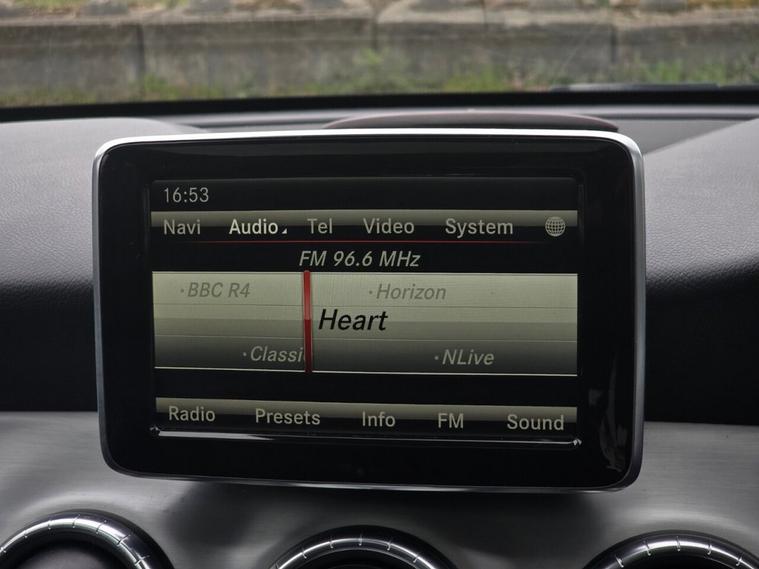 16:53
Navi Audio Tel Video System
FM 96.6 MHz
·BBC R4 ·Horizon
Heart
·Classi ·NLive
Radio Presets Info FM Sound